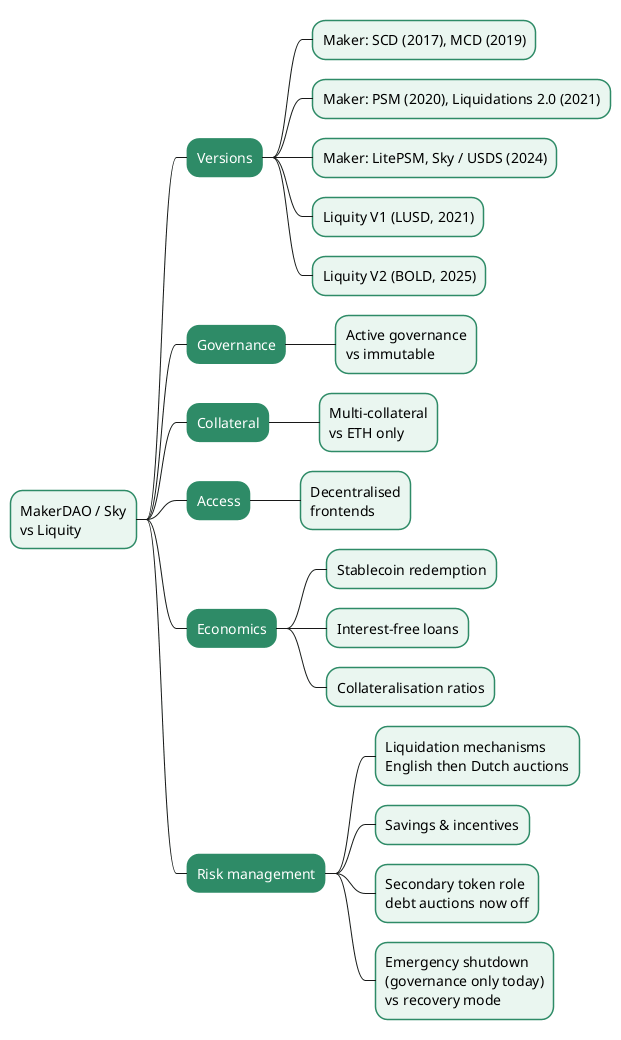 MakerDAO / Sky
vs Liquity
Versions
Maker: SCD (2017), MCD (2019)
Maker: PSM (2020), Liquidations 2.0 (2021)
Maker: LitePSM, Sky / USDS (2024)
Liquity V1 (LUSD, 2021)
Liquity V2 (BOLD, 2025)
Governance
Active governance
vs immutable
Collateral
Multi-collateral
vs ETH only
Access
Decentralised
frontends
Economics
Stablecoin redemption
Interest-free loans
Collateralisation ratios
Risk management
Liquidation mechanisms
English then Dutch auctions
Savings & incentives
Secondary token role
debt auctions now off
Emergency shutdown
(governance only today)
vs recovery mode